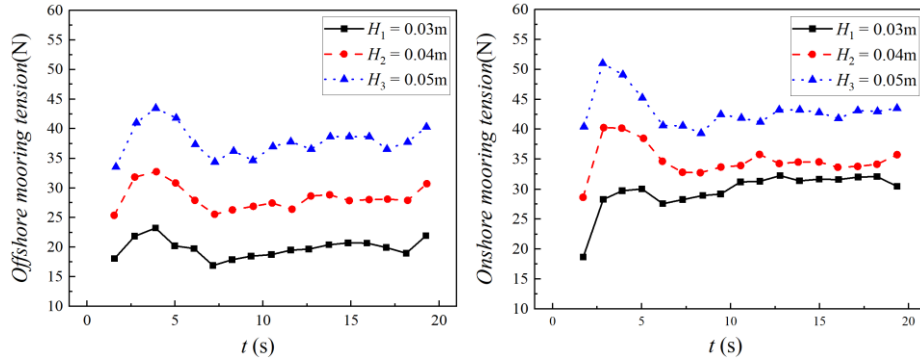 60
55
50
45
40
35
30
25
20
15
10
Offshore mooring tension(N)
H1 = 0.03m
H2 = 0.04m
H3 = 0.05m
0 5 10 15 20
t (s)
60
55
50
45
40
35
30
25
20
15
10
Onshore mooring tension(N)
H1 = 0.03m
H2 = 0.04m
H3 = 0.05m
0 5 10 15 20
t (s)